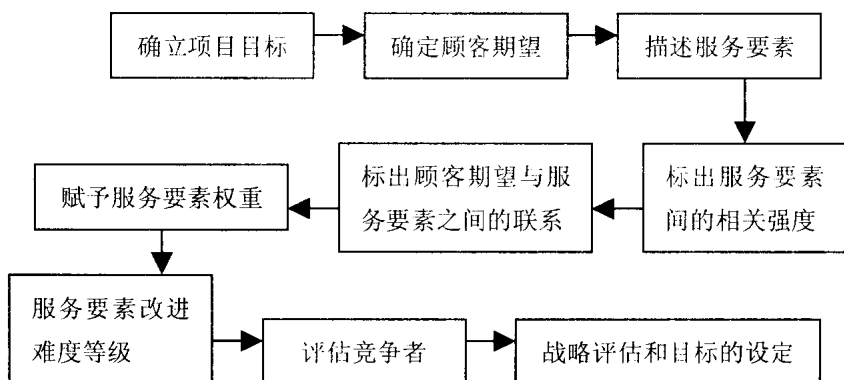 确立项目目标
确定顾客期望
描述服务要素
标出服务要素
间的相关强度
标出顾客期望与服
务要素之间的联系
赋予服务要素权重
服务要素改进
难度等级
评估竞争者
战略评估和目标的设定